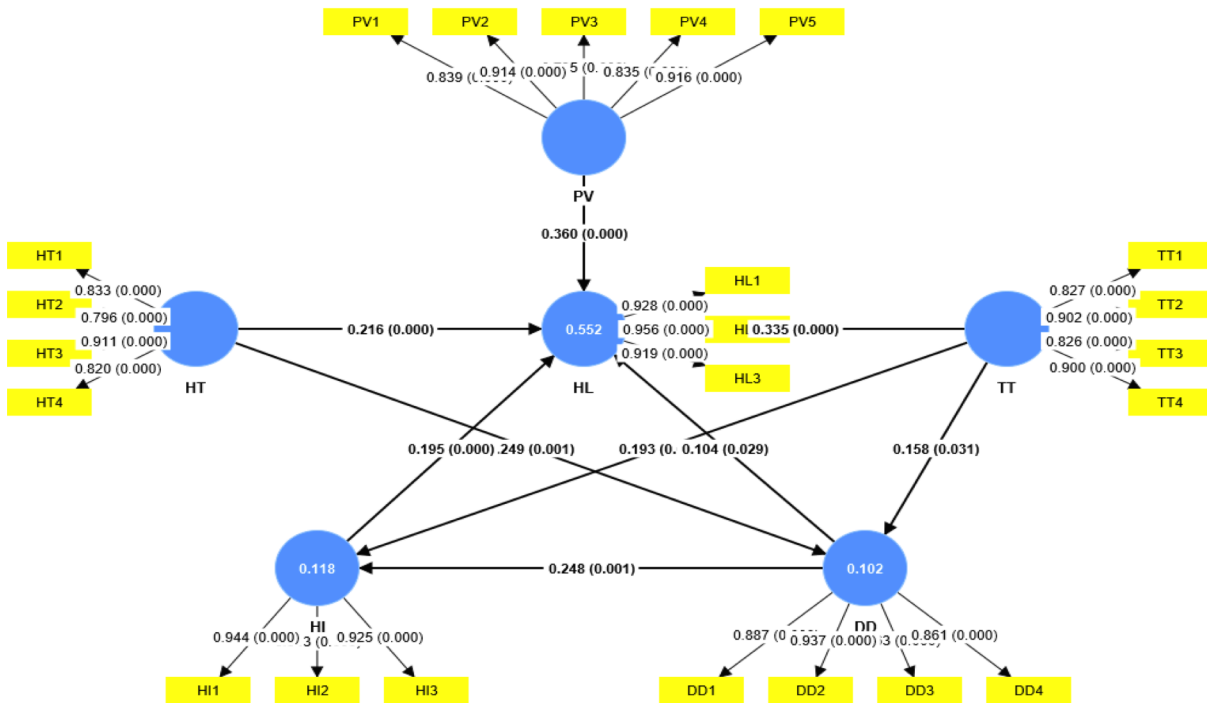 PV1 PV2 PV3 PV4 PV5
0.839 0.914 (0.000) 0.835 0.916 (0.000)
PV
0.360 (0.000)
HT1
HT2
HT3
HT4
0.833 (0.000)
0.796 (0.000)
0.911 (0.000)
0.820 (0.000)
HT
0.216 (0.000)
0.552
HL
0.928 (0.000)
0.956 (0.000)
0.919 (0.000)
HL1
HL3
0.335 (0.000)
TT
0.827 (0.000)
0.902 (0.000)
0.826 (0.000)
0.900 (0.000)
TT1
TT2
TT3
TT4
0.195 (0.000) .249 (0.001) 0.193 0.104 (0.029) 0.158 (0.031)
0.118 0.248 (0.001) 0.102
HI DD
0.944 (0.000) 0.925 (0.000) 0.887 0.937 (0.000) 0.861 (0.000)
HI1 HI2 HI3 DD1 DD2 DD3 DD4